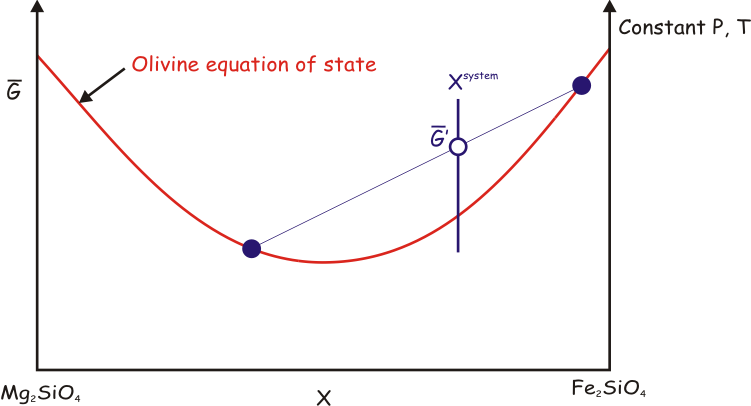 Constant P, T
Olivine equation of state
G̅
X^system
G̅'
Mg₂SiO₄
X
Fe₂SiO₄